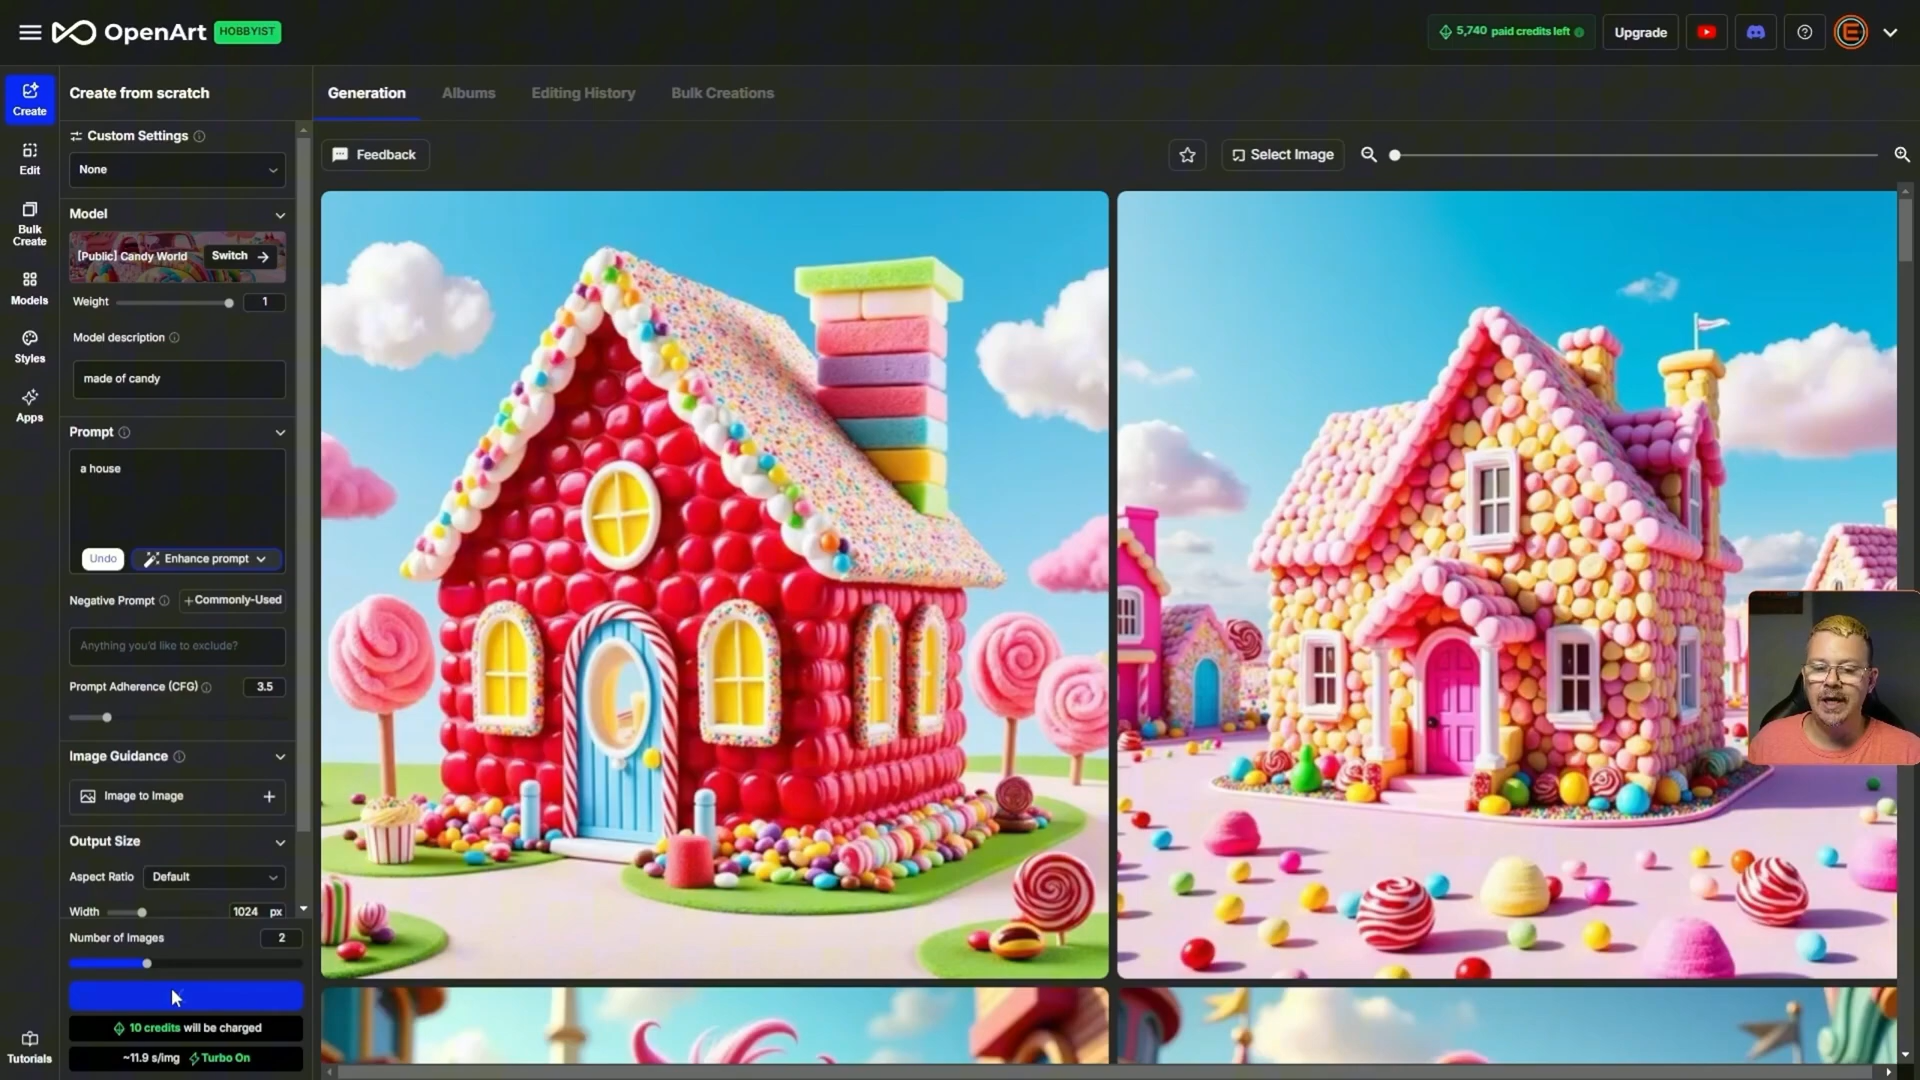 OpenArt HOBBYIST
5,740 paid credits left
Upgrade
Create
Edit
Bulk
Create
Models
Styles
Apps
Tutorials
Create from scratch
Custom Settings
None
Model
[Public] Candy World
Switch
Weight
1
Model description
made of candy
Prompt
a house
Undo
Enhance prompt
Negative Prompt
+Commonly-Used
Anything you'd like to exclude?
Prompt Adherence (CFG)
3.5
Image Guidance
Image to Image
Output Size
Aspect Ratio
Default
Width
1024 px
Number of Images
2
10 credits will be charged
~11.9 s/img Turbo On
Generation
Albums
Editing History
Bulk Creations
Feedback
Select Image